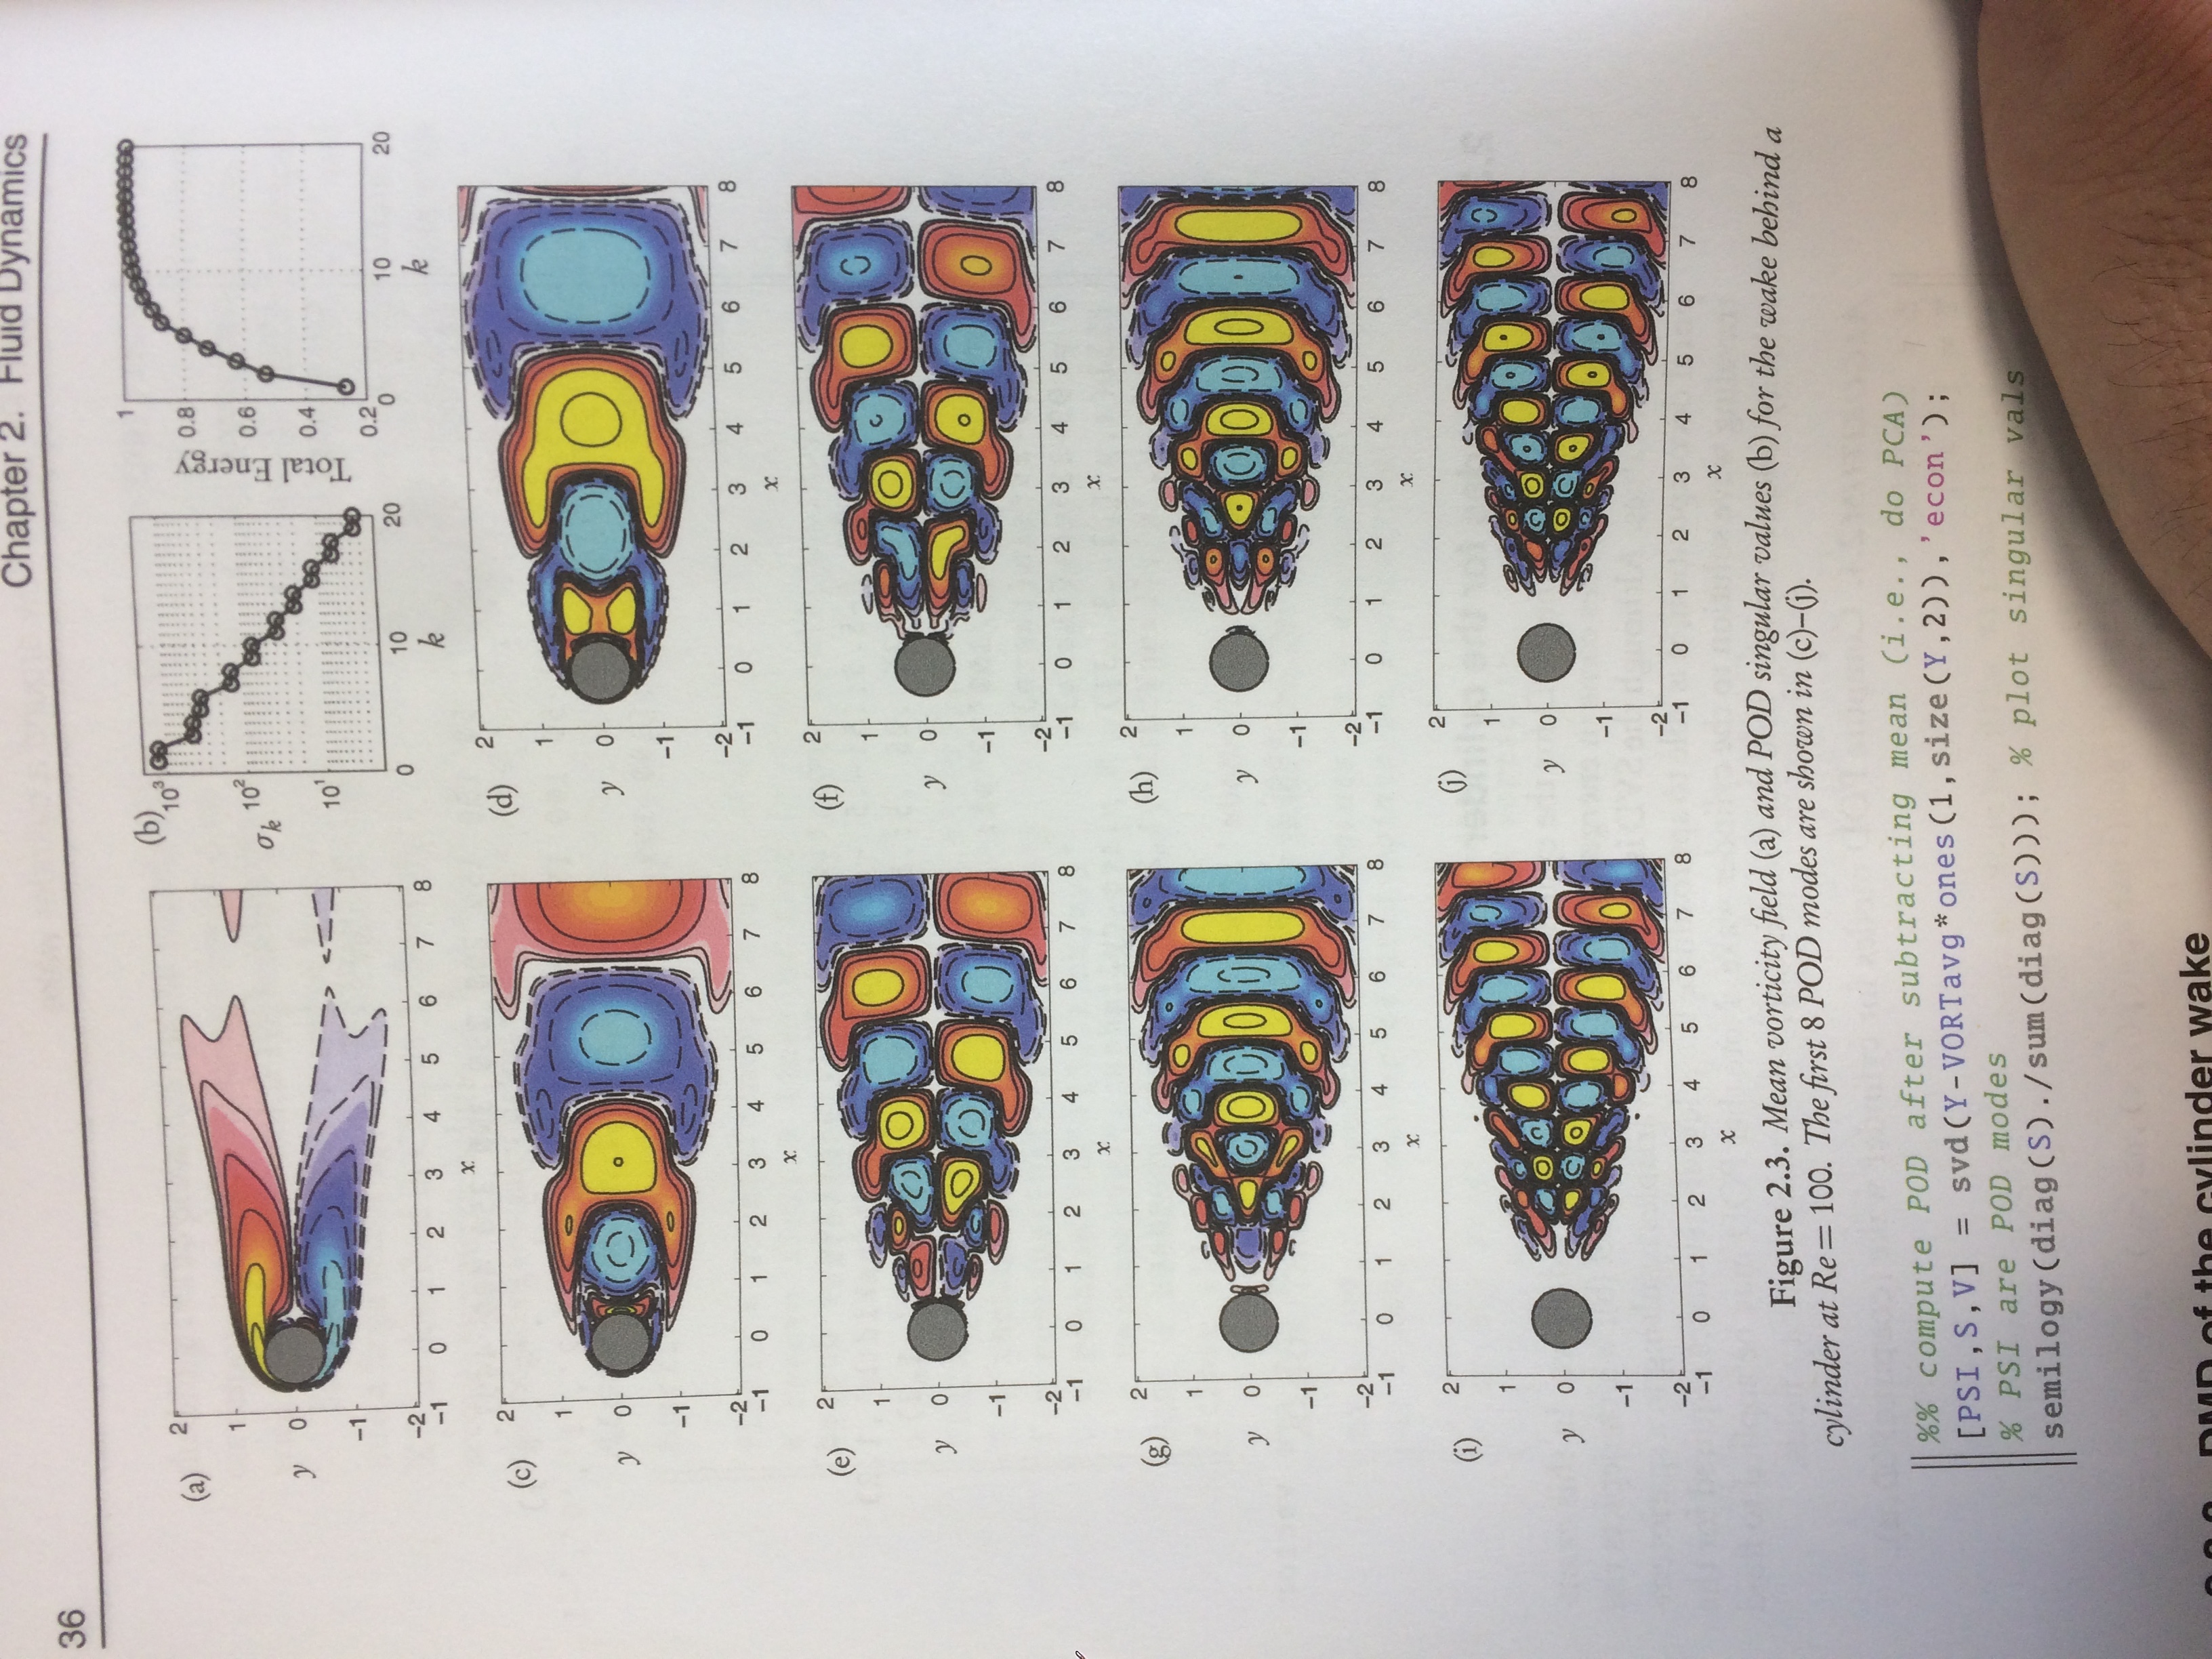 Chapter 2. Fluid Dynamics
36
(a)
2
1
y 0
−1
−2
−1 0 1 2 3 4 5 6 7 8
x
(b)
10³
σk 10²
10¹
0 10 20
k
Total Energy
1
0.8
0.6
0.4
0.2
0 10 20
k
(c)
2
1
y 0
−1
−2
−1 0 1 2 3 4 5 6 7 8
x
(d)
2
1
y 0
−1
−2
−1 0 1 2 3 4 5 6 7 8
x
(e)
2
1
y 0
−1
−2
−1 0 1 2 3 4 5 6 7 8
x
(f)
2
1
y 0
−1
−2
−1 0 1 2 3 4 5 6 7 8
x
(g)
2
1
y 0
−1
−2
−1 0 1 2 3 4 5 6 7 8
x
(h)
2
1
y 0
−1
−2
−1 0 1 2 3 4 5 6 7 8
x
(i)
2
1
y 0
−1
−2
−1 0 1 2 3 4 5 6 7 8
x
(j)
2
1
y 0
−1
−2
−1 0 1 2 3 4 5 6 7 8
x
Figure 2.3. Mean vorticity field (a) and POD singular values (b) for the wake behind a
cylinder at Re = 100. The first 8 POD modes are shown in (c)–(j).
%% compute POD after subtracting mean (i.e., do PCA)
[PSI,S,V] = svd(Y-VORTavg*ones(1,size(Y,2)),'econ');
% PSI are POD modes
semilogy(diag(S)./sum(diag(S))); % plot singular vals
DMD of the cylinder wake